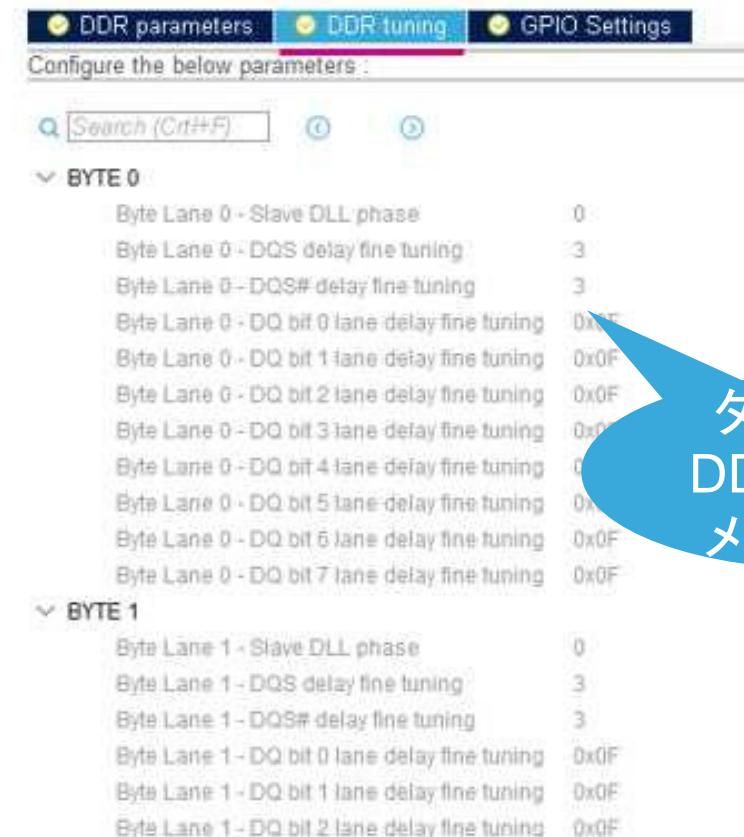 DDR parameters DDR tuning GPIO Settings
Configure the below parameters :
Search (Crtl+F)
BYTE 0
Byte Lane 0 - Slave DLL phase 0
Byte Lane 0 - DQS delay fine tuning 3
Byte Lane 0 - DQS# delay fine tuning 3
Byte Lane 0 - DQ bit 0 lane delay fine tuning 0x0F
Byte Lane 0 - DQ bit 1 lane delay fine tuning 0x0F
Byte Lane 0 - DQ bit 2 lane delay fine tuning 0x0F
Byte Lane 0 - DQ bit 3 lane delay fine tuning
Byte Lane 0 - DQ bit 4 lane delay fine tuning
Byte Lane 0 - DQ bit 5 lane delay fine tuning
Byte Lane 0 - DQ bit 6 lane delay fine tuning 0x0F
Byte Lane 0 - DQ bit 7 lane delay fine tuning 0x0F
BYTE 1
Byte Lane 1 - Slave DLL phase 0
Byte Lane 1 - DQS delay fine tuning 3
Byte Lane 1 - DQS# delay fine tuning 3
Byte Lane 1 - DQ bit 0 lane delay fine tuning 0x0F
Byte Lane 1 - DQ bit 1 lane delay fine tuning 0x0F
Byte Lane 1 - DQ bit 2 lane delay fine tuning 0x0F